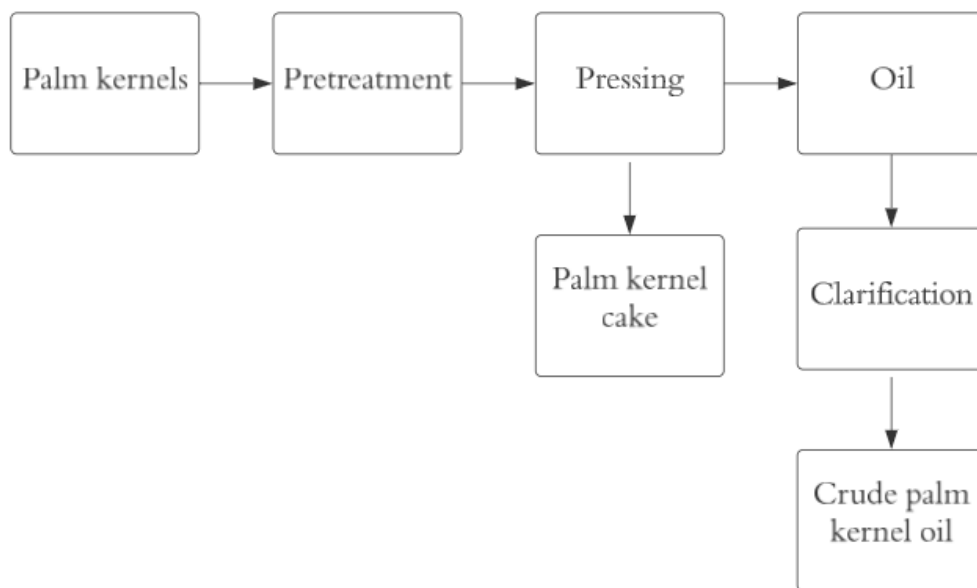 Palm kernels
Pretreatment
Pressing
Oil
Palm kernel
cake
Clarification
Crude palm
kernel oil